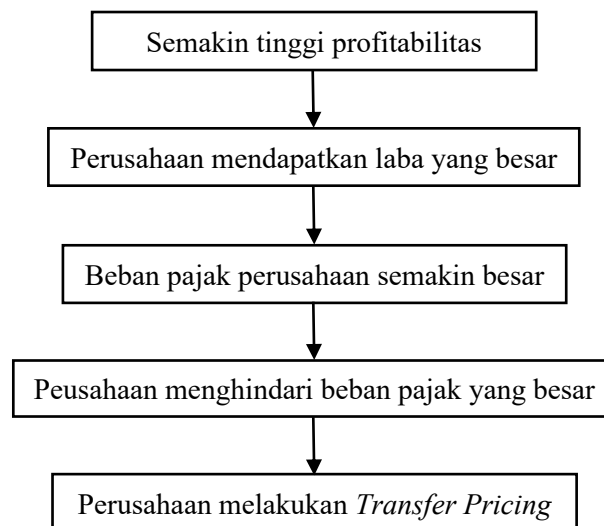 Semakin tinggi profitabilitas
Perusahaan mendapatkan laba yang besar
Beban pajak perusahaan semakin besar
Peusahaan menghindari beban pajak yang besar
Perusahaan melakukan Transfer Pricing